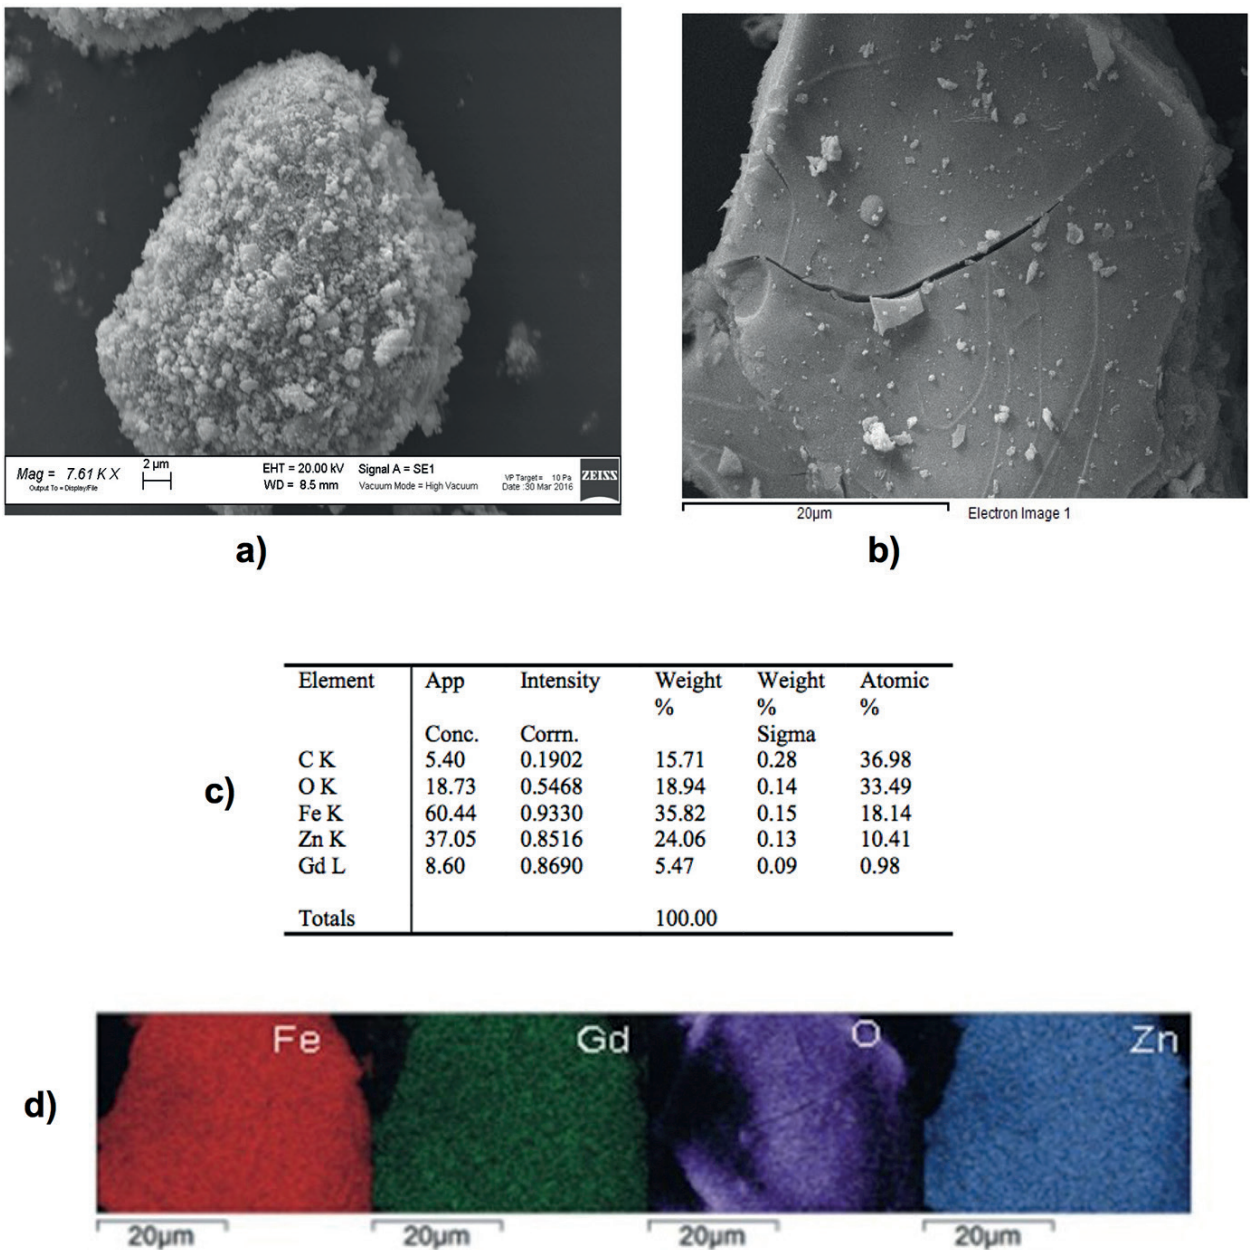 Mag = 7.61 K X
Output To = Display/File
2 µm
EHT = 20.00 kV
WD = 8.5 mm
Signal A = SE1
Vacuum Mode = High Vacuum
VP Target = 10 Pa
Date :30 Mar 2016
ZEISS
20µm
Electron Image 1
a)
b)
c)
Element App Intensity Weight Weight Atomic
% % %
Conc. Corrn. Sigma
C K 5.40 0.1902 15.71 0.28 36.98
O K 18.73 0.5468 18.94 0.14 33.49
Fe K 60.44 0.9330 35.82 0.15 18.14
Zn K 37.05 0.8516 24.06 0.13 10.41
Gd L 8.60 0.8690 5.47 0.09 0.98
Totals 100.00
d)
Fe
Gd
O
Zn
20µm
20µm
20µm
20µm